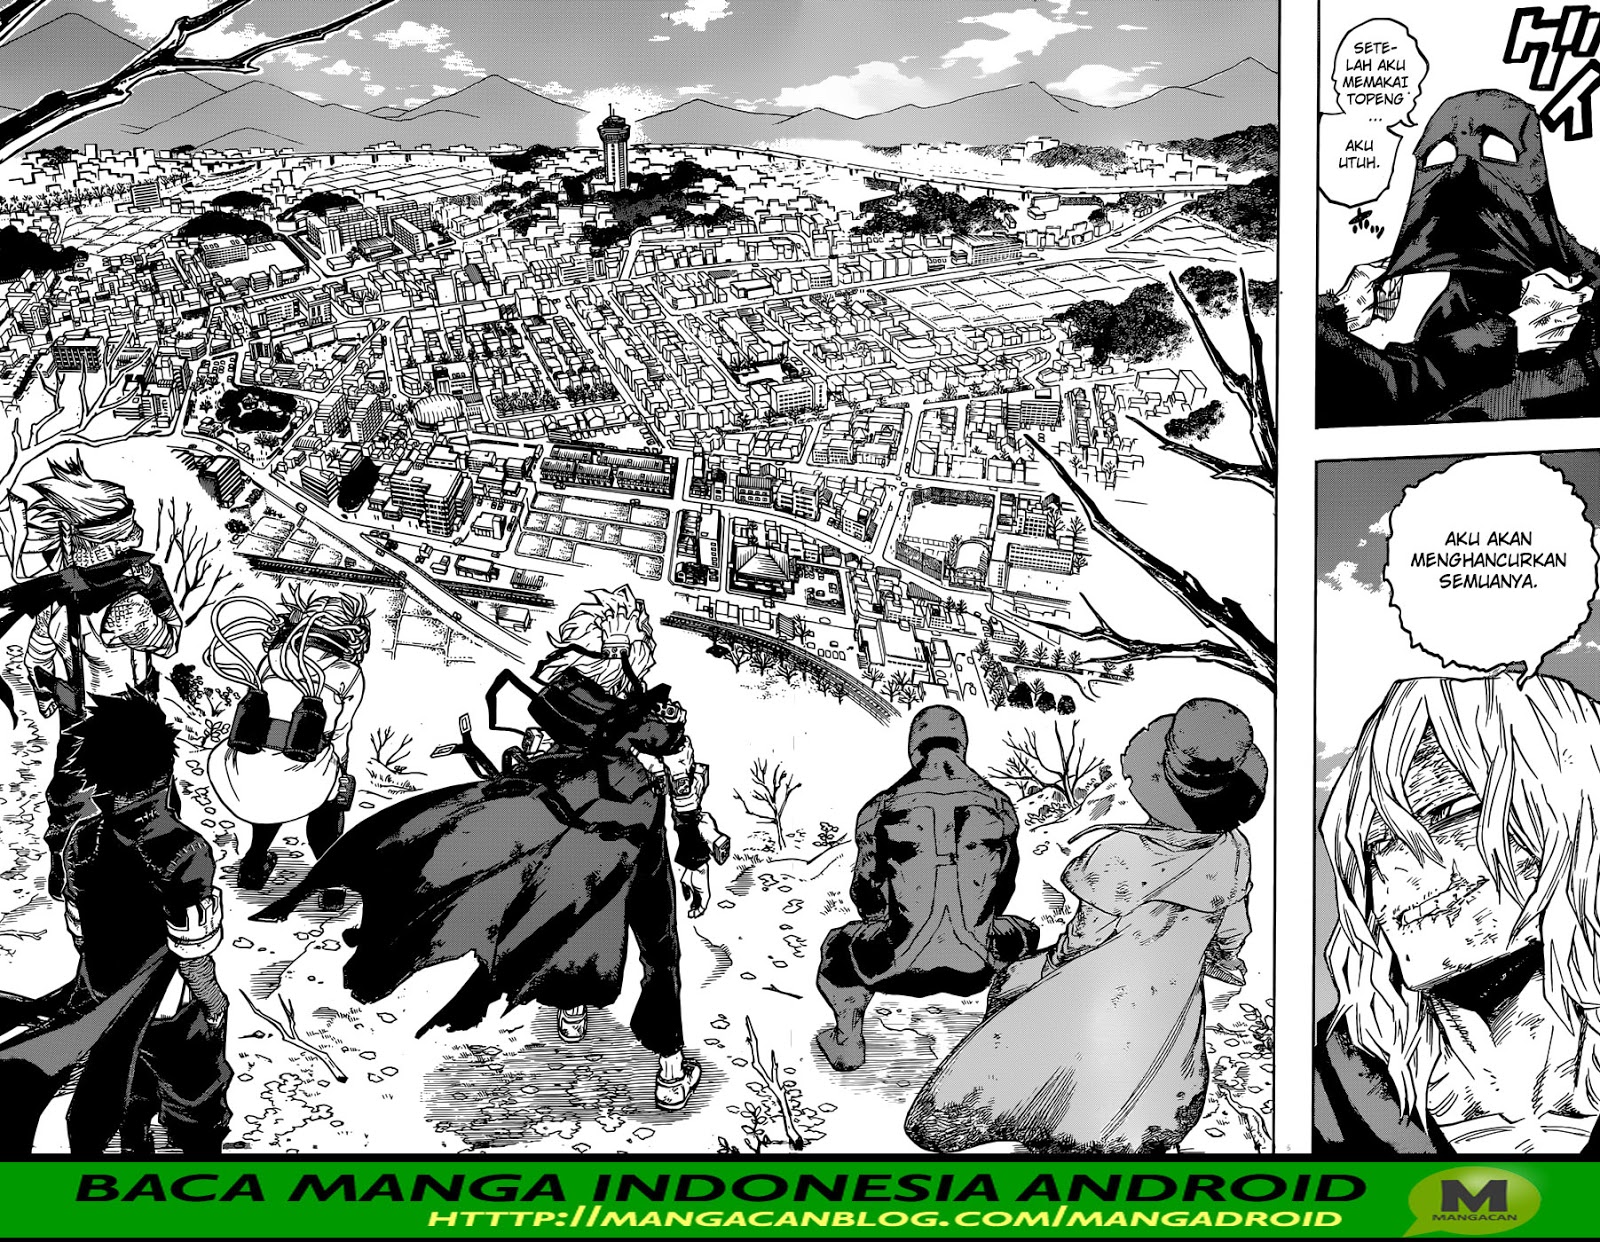 SETE-
LAH AKU
MEMAKAI
TOPENG
...
AKU
UTUH.
AKU AKAN
MENGHANCURKAN
SEMUANYA.
BACA MANGA INDONESIA ANDROID
HTTTP://MANGACANBLOG.COM/MANGADROID
M
MANGACAN